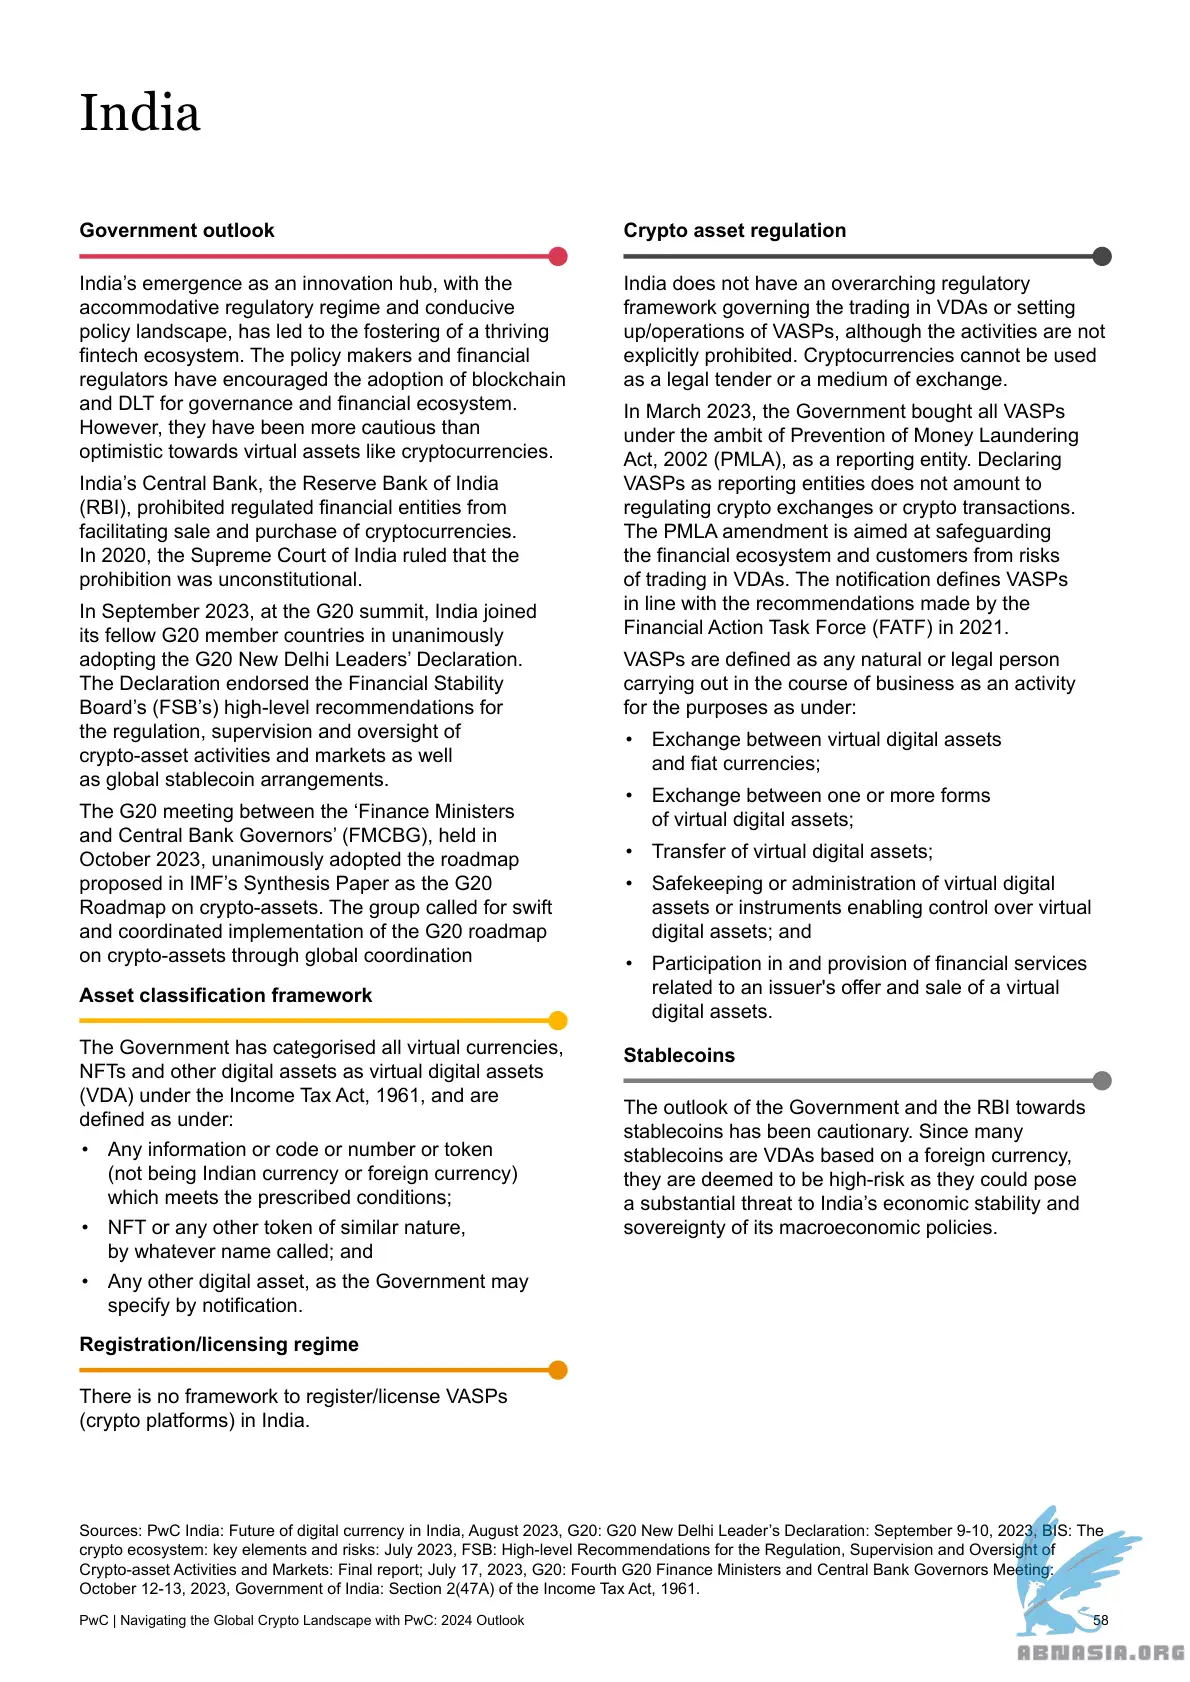 India
Government outlook
India’s emergence as an innovation hub, with the
accommodative regulatory regime and conducive
policy landscape, has led to the fostering of a thriving
fintech ecosystem. The policy makers and financial
regulators have encouraged the adoption of blockchain
and DLT for governance and financial ecosystem.
However, they have been more cautious than
optimistic towards virtual assets like cryptocurrencies.
India’s Central Bank, the Reserve Bank of India
(RBI), prohibited regulated financial entities from
facilitating sale and purchase of cryptocurrencies.
In 2020, the Supreme Court of India ruled that the
prohibition was unconstitutional.
In September 2023, at the G20 summit, India joined
its fellow G20 member countries in unanimously
adopting the G20 New Delhi Leaders’ Declaration.
The Declaration endorsed the Financial Stability
Board’s (FSB’s) high-level recommendations for
the regulation, supervision and oversight of
crypto-asset activities and markets as well
as global stablecoin arrangements.
The G20 meeting between the ‘Finance Ministers
and Central Bank Governors’ (FMCBG), held in
October 2023, unanimously adopted the roadmap
proposed in IMF’s Synthesis Paper as the G20
Roadmap on crypto-assets. The group called for swift
and coordinated implementation of the G20 roadmap
on crypto-assets through global coordination
Asset classification framework
The Government has categorised all virtual currencies,
NFTs and other digital assets as virtual digital assets
(VDA) under the Income Tax Act, 1961, and are
defined as under:
• Any information or code or number or token
(not being Indian currency or foreign currency)
which meets the prescribed conditions;
• NFT or any other token of similar nature,
by whatever name called; and
• Any other digital asset, as the Government may
specify by notification.
Registration/licensing regime
There is no framework to register/license VASPs
(crypto platforms) in India.
Crypto asset regulation
India does not have an overarching regulatory
framework governing the trading in VDAs or setting
up/operations of VASPs, although the activities are not
explicitly prohibited. Cryptocurrencies cannot be used
as a legal tender or a medium of exchange.
In March 2023, the Government bought all VASPs
under the ambit of Prevention of Money Laundering
Act, 2002 (PMLA), as a reporting entity. Declaring
VASPs as reporting entities does not amount to
regulating crypto exchanges or crypto transactions.
The PMLA amendment is aimed at safeguarding
the financial ecosystem and customers from risks
of trading in VDAs. The notification defines VASPs
in line with the recommendations made by the
Financial Action Task Force (FATF) in 2021.
VASPs are defined as any natural or legal person
carrying out in the course of business as an activity
for the purposes as under:
• Exchange between virtual digital assets
and fiat currencies;
• Exchange between one or more forms
of virtual digital assets;
• Transfer of virtual digital assets;
• Safekeeping or administration of virtual digital
assets or instruments enabling control over virtual
digital assets; and
• Participation in and provision of financial services
related to an issuer's offer and sale of a virtual
digital assets.
Stablecoins
The outlook of the Government and the RBI towards
stablecoins has been cautionary. Since many
stablecoins are VDAs based on a foreign currency,
they are deemed to be high-risk as they could pose
a substantial threat to India’s economic stability and
sovereignty of its macroeconomic policies.
Sources: PwC India: Future of digital currency in India, August 2023, G20: G20 New Delhi Leader’s Declaration: September 9-10, 2023, BIS: The
crypto ecosystem: key elements and risks: July 2023, FSB: High-level Recommendations for the Regulation, Supervision and Oversight of
Crypto-asset Activities and Markets: Final report; July 17, 2023, G20: Fourth G20 Finance Ministers and Central Bank Governors Meeting:
October 12-13, 2023, Government of India: Section 2(47A) of the Income Tax Act, 1961.
PwC | Navigating the Global Crypto Landscape with PwC: 2024 Outlook
58
ABNASIA.ORG